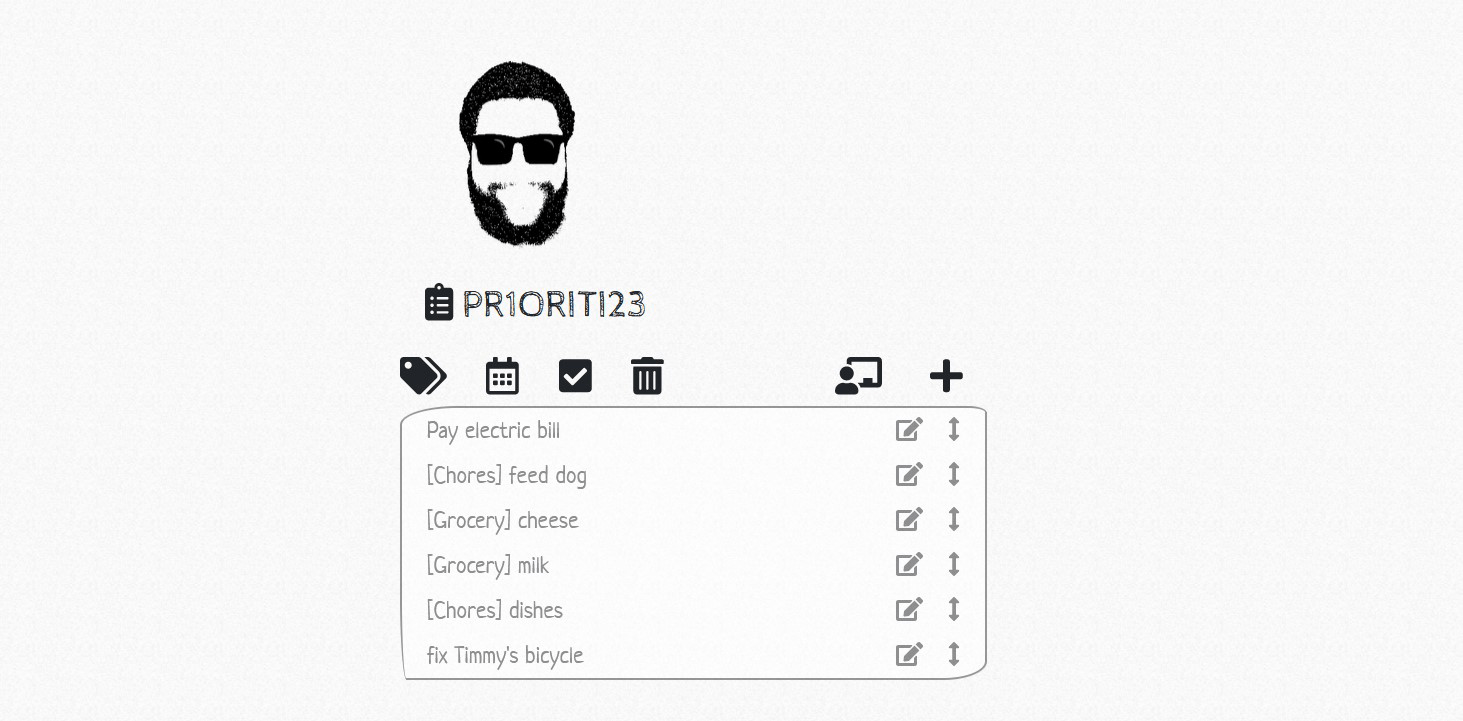 PR1ORITI23
Pay electric bill
[Chores] feed dog
[Grocery] cheese
[Grocery] milk
[Chores] dishes
fix Timmy's bicycle